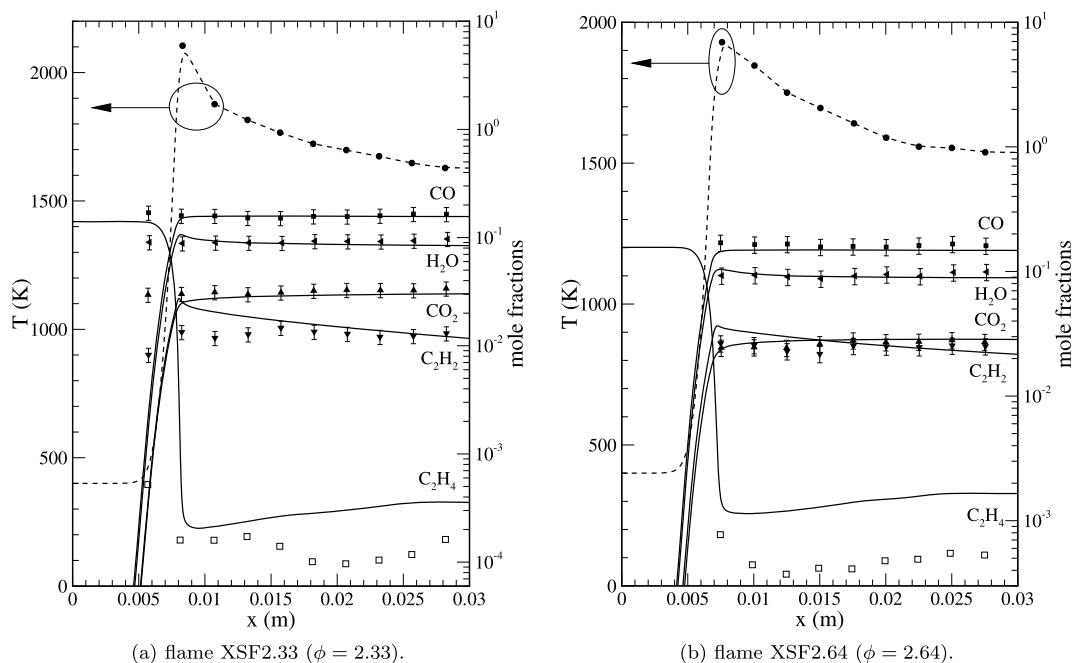 2000
1500
1000
500
0
T (K)
10^1
10^0
10^-1
10^-2
10^-3
10^-4
mole fractions
CO
H2O
CO2
C2H2
C2H4
0
0.005
0.01
0.015
0.02
0.025
0.03
x (m)
(a) flame XSF2.33 (ϕ = 2.33).
2000
1500
1000
500
0
T (K)
10^1
10^0
10^-1
10^-2
10^-3
mole fractions
CO
H2O
CO2
C2H2
C2H4
0
0.005
0.01
0.015
0.02
0.025
0.03
x (m)
(b) flame XSF2.64 (ϕ = 2.64).